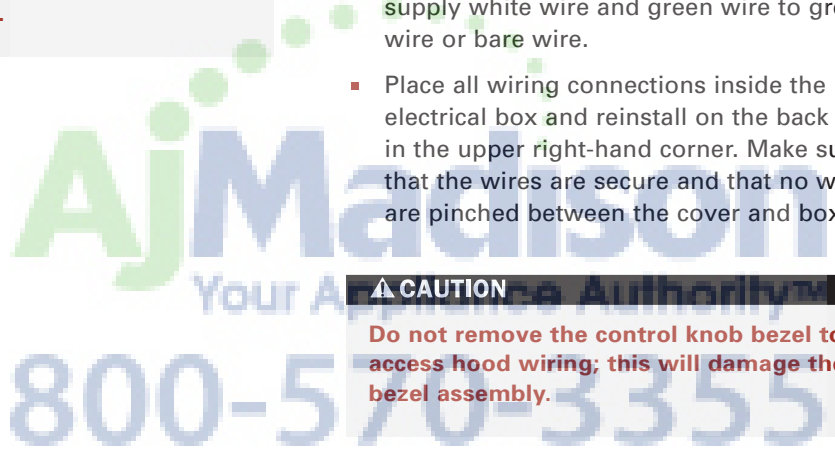 supply white wire and green wire to gre
wire or bare wire.
▪ Place all wiring connections inside the
electrical box and reinstall on the back
in the upper right-hand corner. Make su
that the wires are secure and that no w
are pinched between the cover and box
AjMadison
Your Appliance Authority™
⚠ CAUTION
Do not remove the control knob bezel to
access hood wiring; this will damage the
bezel assembly.
800-570-3355